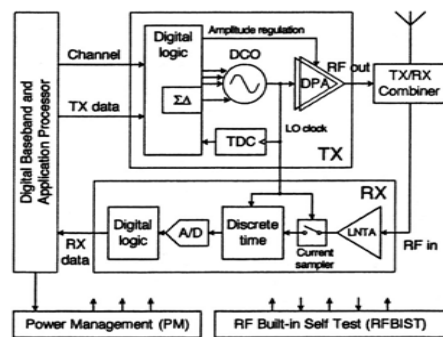 Digital Baseband and
Application Processor
Channel
TX data
Digital
logic
ΣΔ
Amplitude regulation
DCO
TDC
DPA
RF out
TX
LO clock
TX/RX
Combiner
RX
Digital
logic
A/D
Discrete
time
Current
sampler
LNTA
RF in
RX
data
Power Management (PM)
RF Built-in Self Test (RFBIST)